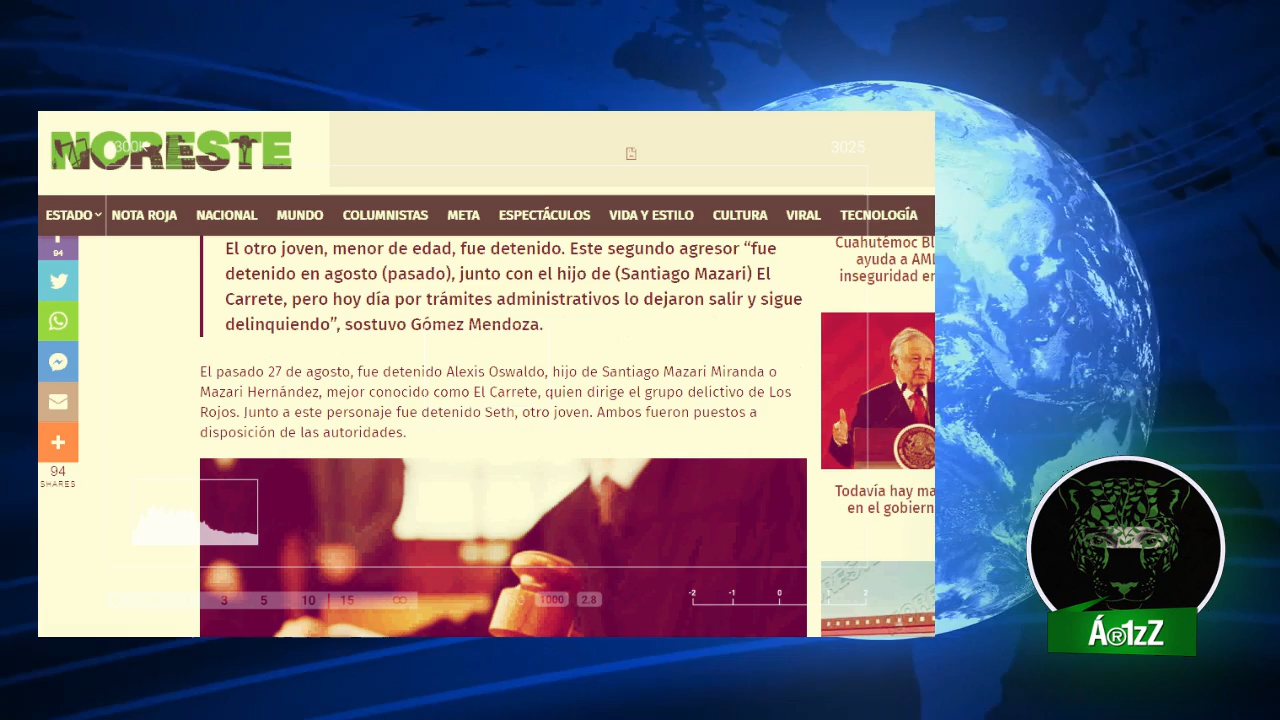 NORESTE
300K
3025
ESTADO
NOTA ROJA
NACIONAL
MUNDO
COLUMNISTAS
META
ESPECTÁCULOS
VIDA Y ESTILO
CULTURA
VIRAL
TECNOLOGÍA
94
94
SHARES
El otro joven, menor de edad, fue detenido. Este segundo agresor “fue
detenido en agosto (pasado), junto con el hijo de (Santiago Mazari) El
Carrete, pero hoy día por trámites administrativos lo dejaron salir y sigue
delinquiendo”, sostuvo Gómez Mendoza.
El pasado 27 de agosto, fue detenido Alexis Oswaldo, hijo de Santiago Mazari Miranda o
Mazari Hernández, mejor conocido como El Carrete, quien dirige el grupo delictivo de Los
Rojos. Junto a este personaje fue detenido Seth, otro joven. Ambos fueron puestos a
disposición de las autoridades.
Cuahutémoc Bl
ayuda a AML
inseguridad en
Todavía hay ma
en el gobiern
3 5 10 15 ∞
1000 2.8
-2 -1 0 1 2
Á®1zZ